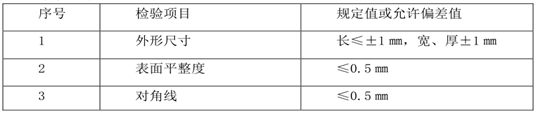 序号 检验项目 规定值或允许偏差值
1 外形尺寸 长≤±1㎜，宽、厚±1㎜
2 表面平整度 ≤0.5㎜
3 对角线 ≤0.5㎜